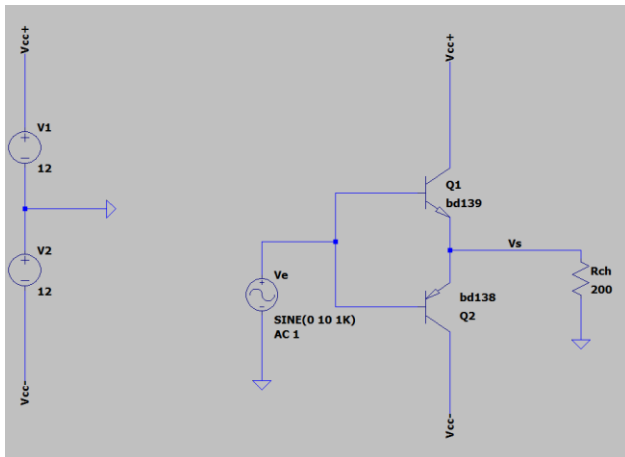 Vcc+
V1
12
V2
12
Vcc-
Vcc+
Q1
bd139
Vs
Rch
200
Ve
SINE(0 10 1K)
AC 1
bd138
Q2
Vcc-